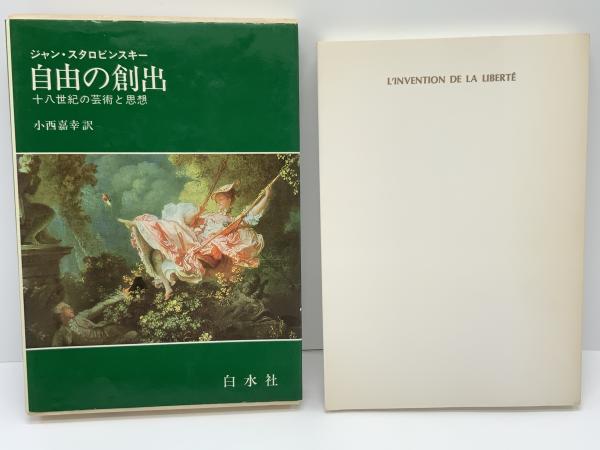 ジャン・スタロビンスキー
自由の創出
十八世紀の芸術と思想
小西嘉幸訳
白水社
L'INVENTION DE LA LIBERTÉ